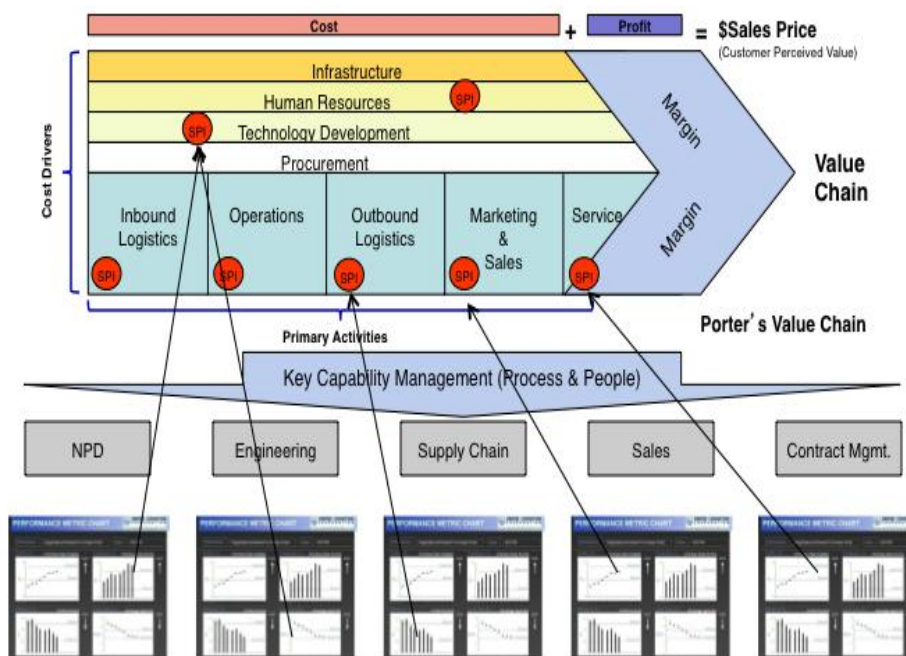 Cost
+
Profit
= $Sales Price
(Customer Perceived Value)
Infrastructure
Human Resources
SPI
SPI
Technology Development
Procurement
Cost Drivers
Margin
Margin
Value
Chain
Inbound
Logistics
Operations
Outbound
Logistics
Marketing
&
Sales
Service
SPI
SPI
SPI
SPI
SPI
Primary Activities
Porter's Value Chain
Key Capability Management (Process & People)
NPD
Engineering
Supply Chain
Sales
Contract Mgmt.
PERFORMANCE METRIC CHART
PERFORMANCE METRIC CHART
PERFORMANCE METRIC CHART
PERFORMANCE METRIC CHART
PERFORMANCE METRIC CHART